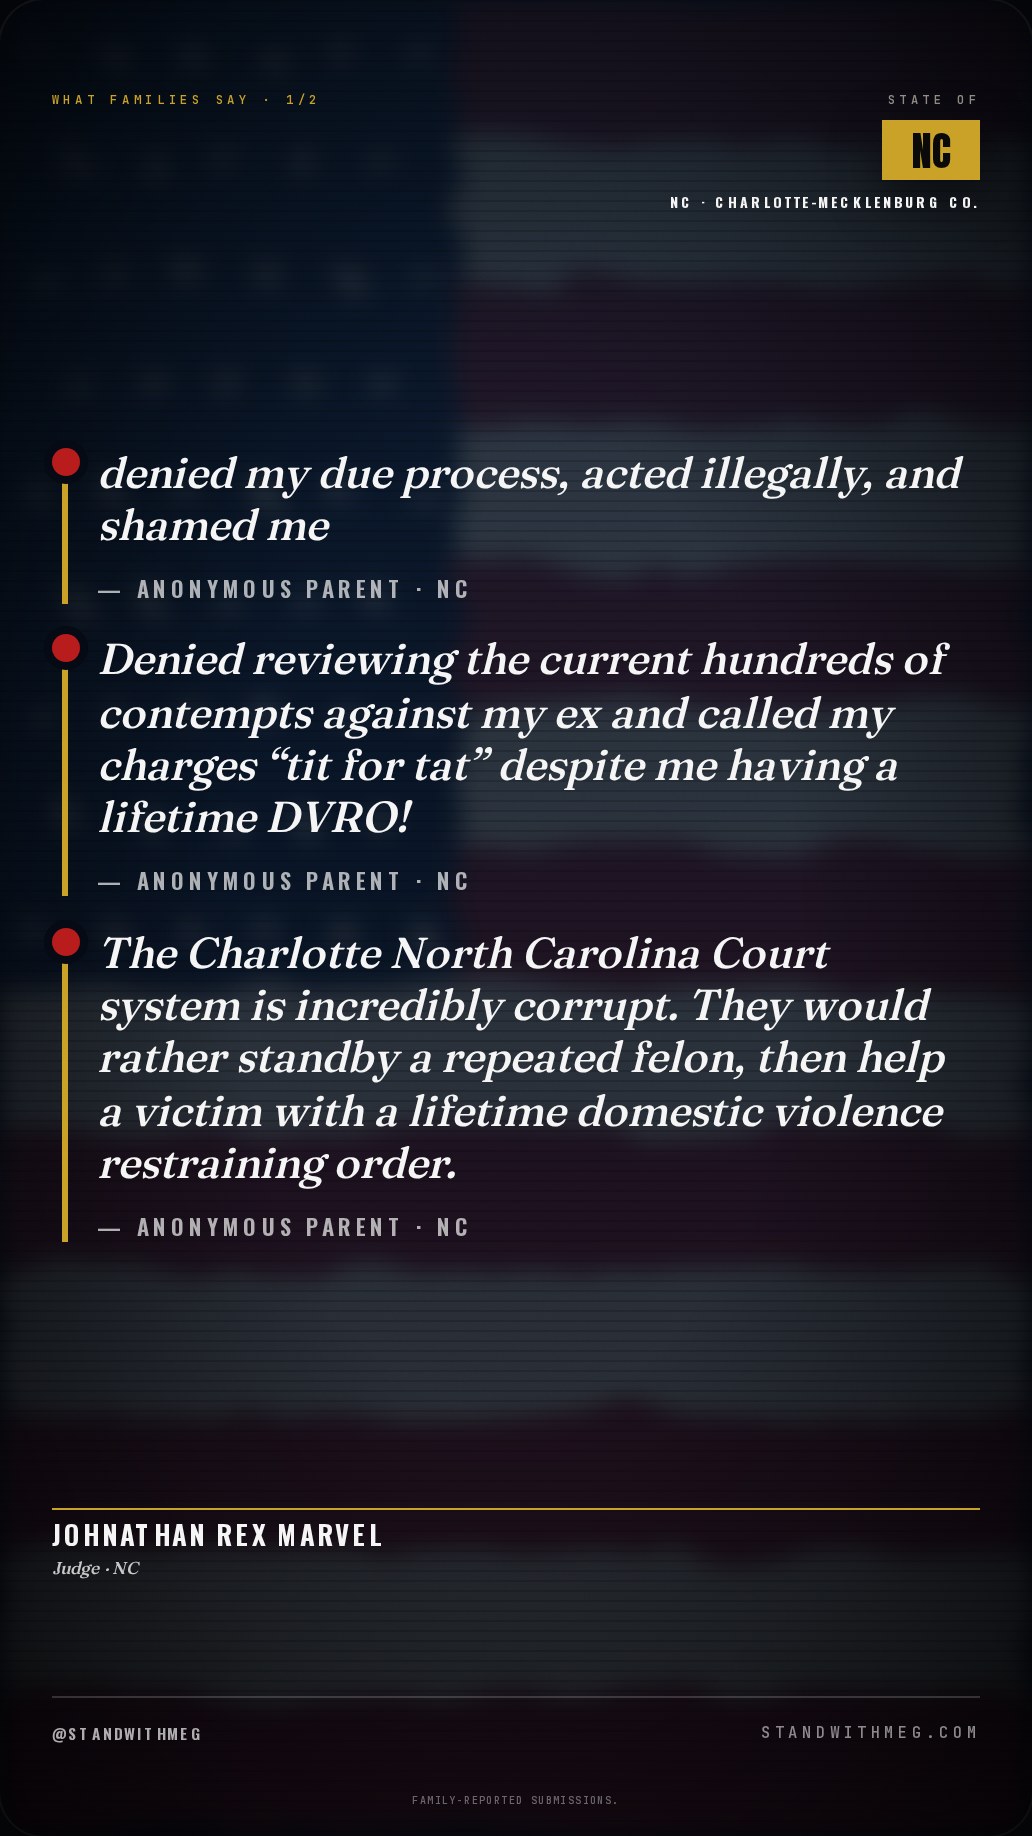 WHAT FAMILIES SAY · 1/2
STATE OF
NC
NC · CHARLOTTE-MECKLENBURG CO.
denied my due process, acted illegally, and
shamed me
— ANONYMOUS PARENT · NC
Denied reviewing the current hundreds of
contempts against my ex and called my
charges “tit for tat” despite me having a
lifetime DVRO!
— ANONYMOUS PARENT · NC
The Charlotte North Carolina Court
system is incredibly corrupt. They would
rather standby a repeated felon, then help
a victim with a lifetime domestic violence
restraining order.
— ANONYMOUS PARENT · NC
JOHNATHAN REX MARVEL
Judge · NC
@STANDWITHMEG
STANDWITHMEG.COM
FAMILY-REPORTED SUBMISSIONS.